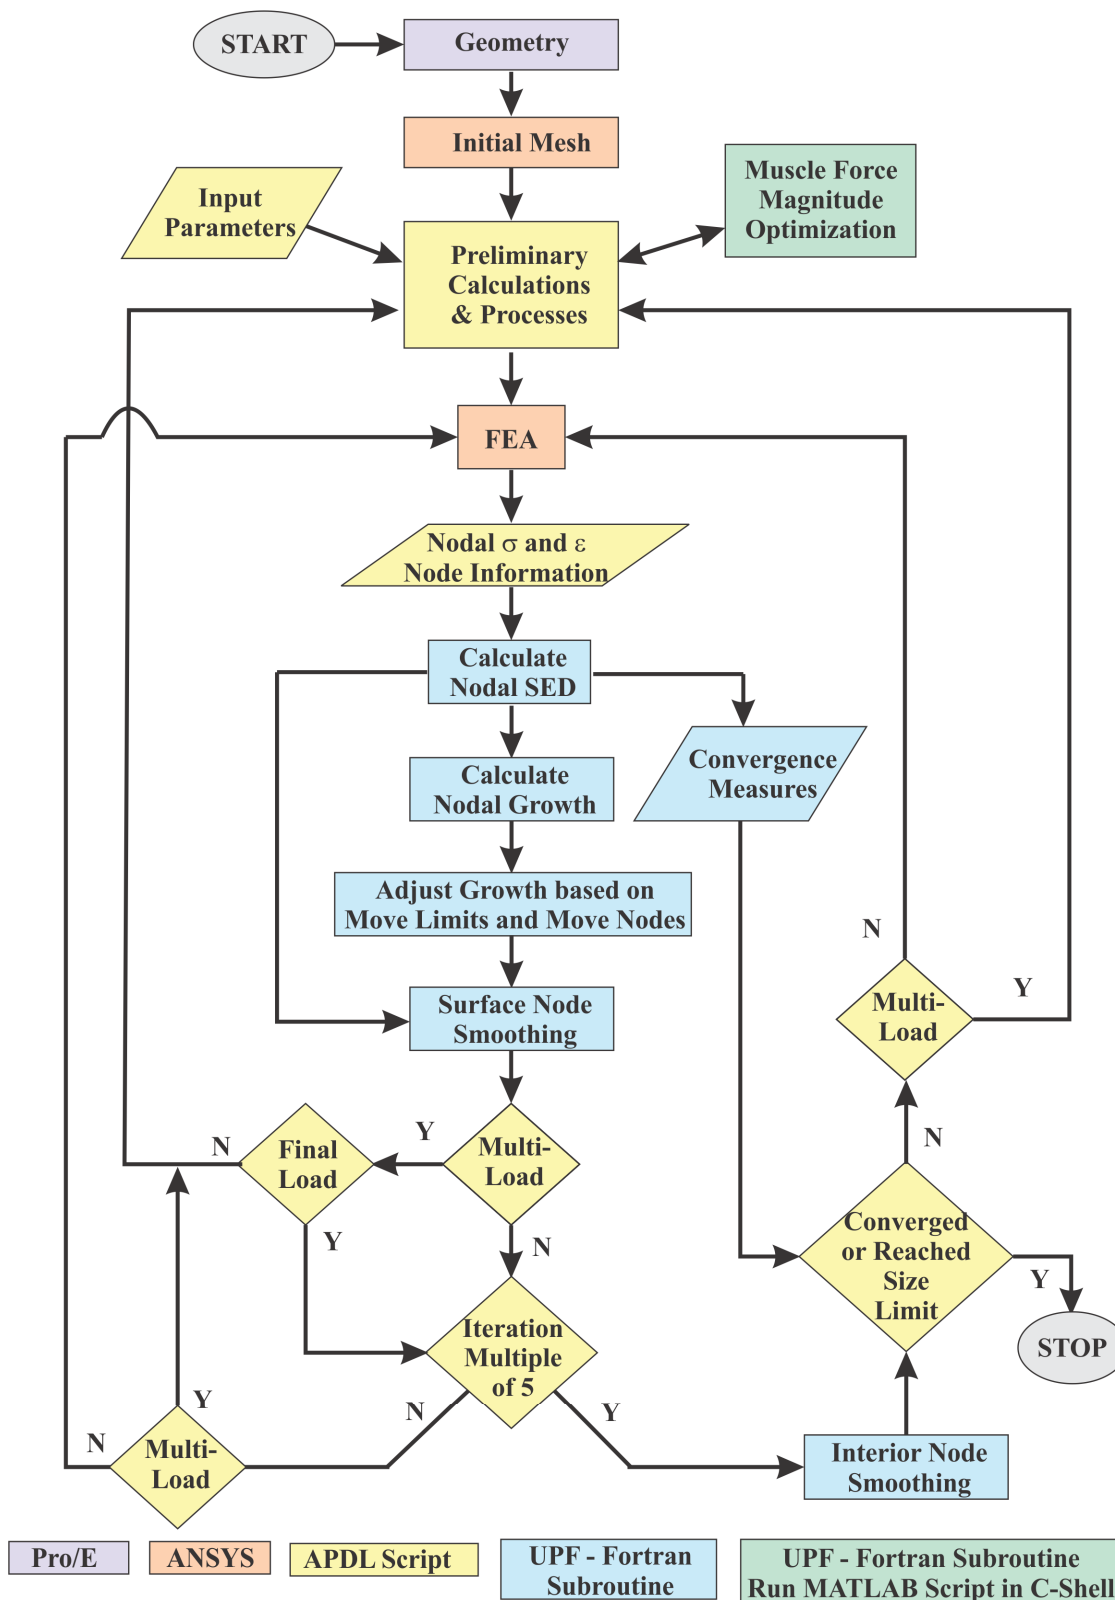 START
Geometry
Initial Mesh
Input
Parameters
Muscle Force
Magnitude
Optimization
Preliminary
Calculations
& Processes
FEA
Nodal σ and ε
Node Information
Calculate
Nodal SED
Convergence
Measures
Calculate
Nodal Growth
Adjust Growth based on
Move Limits and Move Nodes
N
Multi-
Load
Y
Surface Node
Smoothing
N
Final
Load
Y
Multi-
Load
N
Y
N
Converged
or Reached
Size
Limit
Y
STOP
Iteration
Multiple
of 5
Y
N
Y
N
Multi-
Load
Interior Node
Smoothing
Pro/E
ANSYS
APDL Script
UPF - Fortran
Subroutine
UPF - Fortran Subroutine
Run MATLAB Script in C-Shell